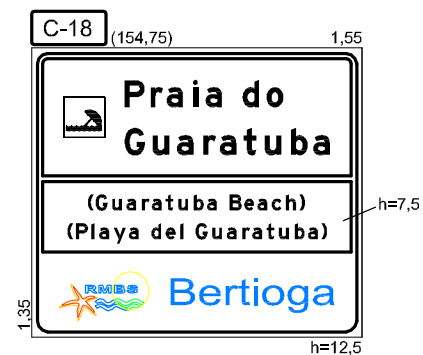 C-18
(154,75)
1,55
Praia do
Guaratuba
(Guaratuba Beach)
(Playa del Guaratuba)
h=7,5
RMBS
Bertioga
1,35
h=12,5